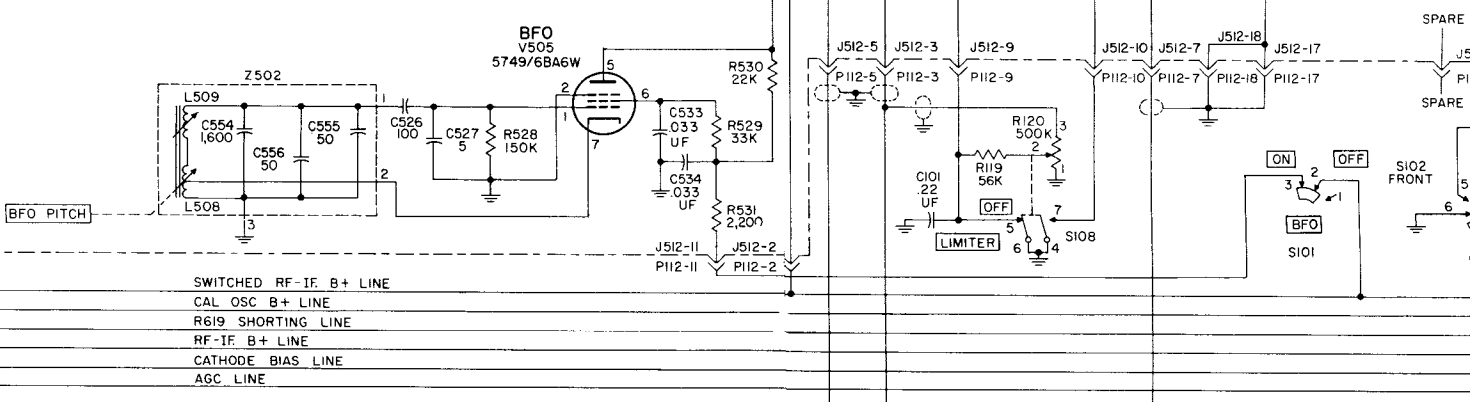 BFO
V505
5749/6BA6W
5
2
1
6
7
Z502
L509
C554
1,600
C556
50
C555
50
L508
1
2
3
BFO PITCH
C526
100
C527
5
R528
150K
C533
.033
UF
C534
.033
UF
R530
22K
R529
33K
R531
2,200
J512-11
J512-2
P112-11
P112-2
J512-5
J512-3
J512-9
J512-10
J512-7
J512-18
J512-17
P112-5
P112-3
P112-9
P112-10
P112-7
P112-18
P112-17
SPARE
J5
P1
SPARE
R120
500K
3
2
1
R119
56K
C101
.22
UF
OFF
LIMITER
5
7
6
4
S108
ON
OFF
3
2
1
BFO
S101
S102
FRONT
5
6
SWITCHED RF-IF B+ LINE
CAL OSC B+ LINE
R619 SHORTING LINE
RF-IF B+ LINE
CATHODE BIAS LINE
AGC LINE